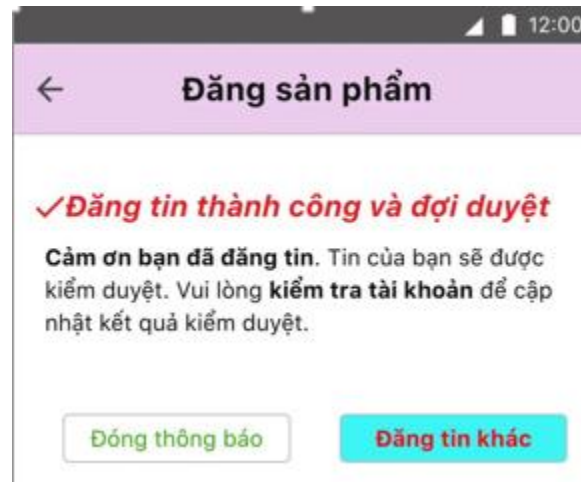 12:00
Đăng sản phẩm
Đăng tin thành công và đợi duyệt
Cảm ơn bạn đã đăng tin. Tin của bạn sẽ được
kiểm duyệt. Vui lòng kiểm tra tài khoản để cập
nhật kết quả kiểm duyệt.
Đóng thông báo
Đăng tin khác